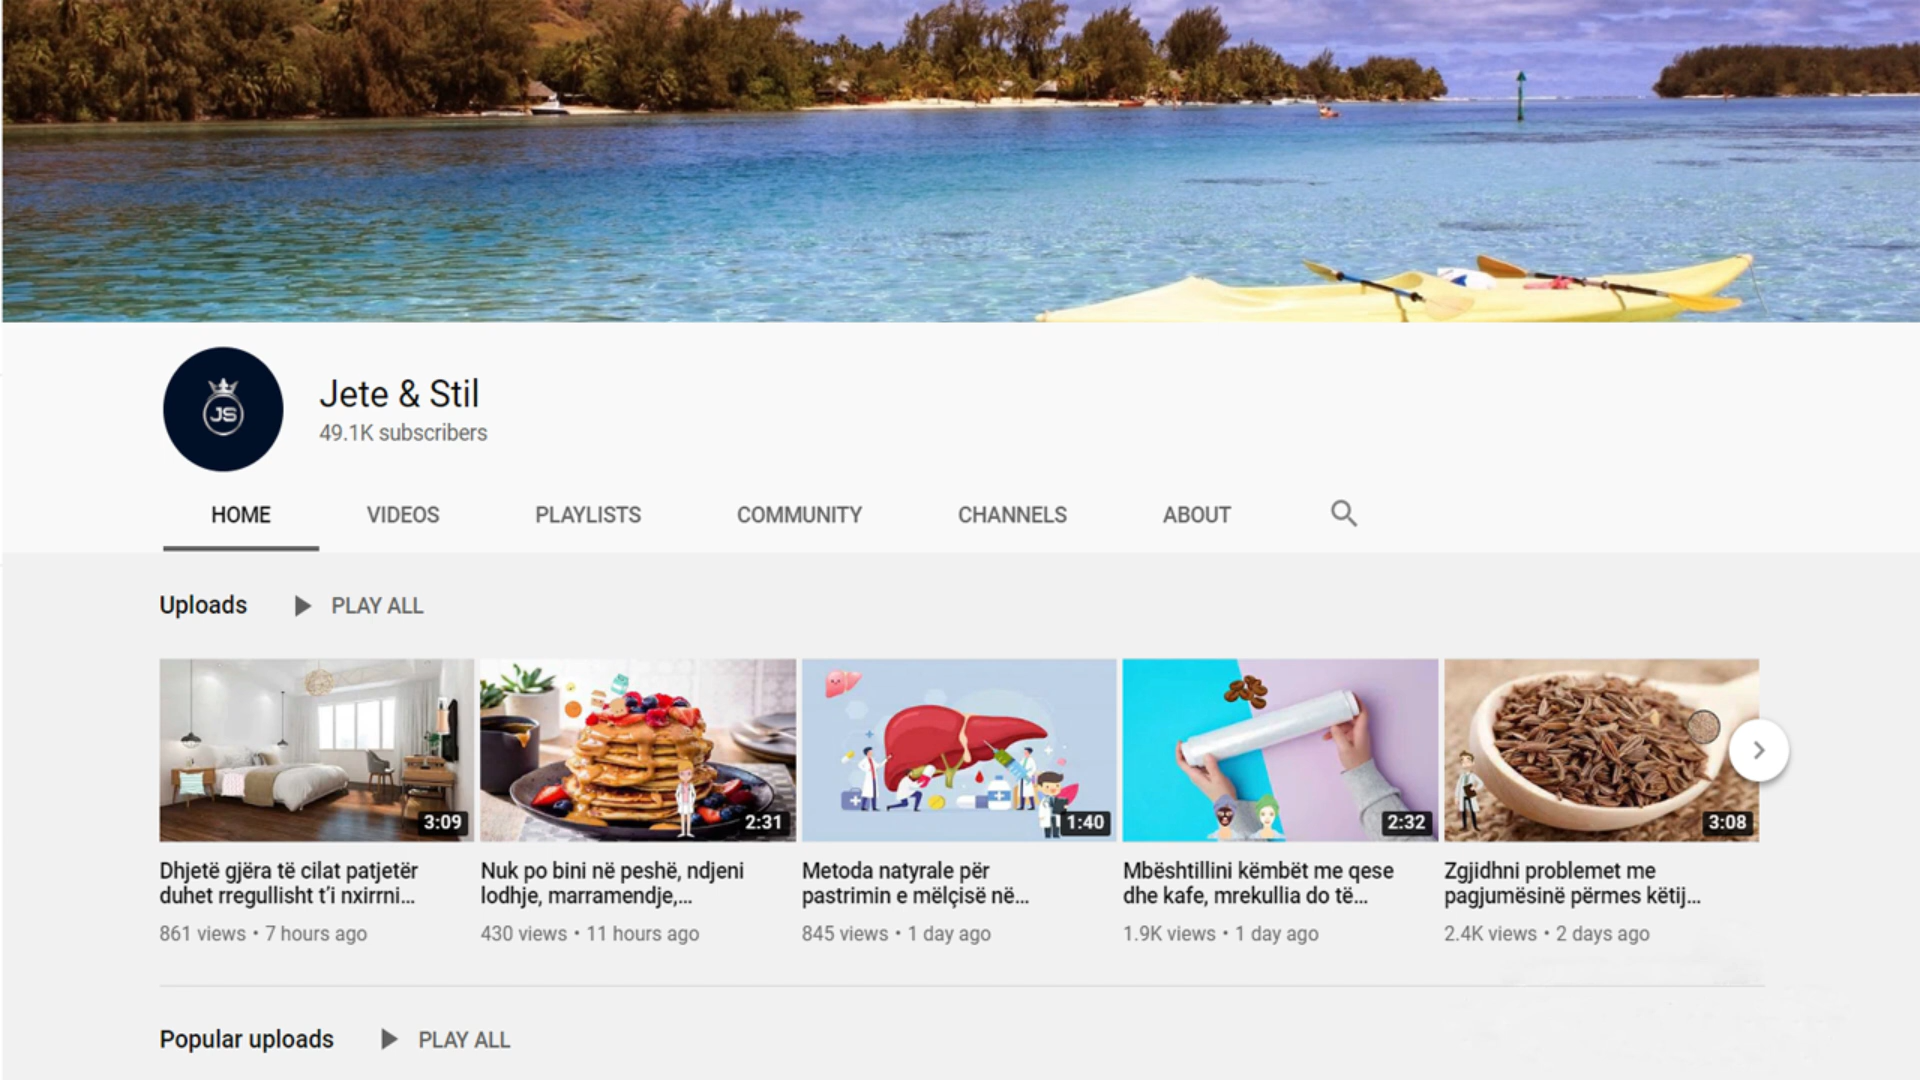 JS
Jete & Stil
49.1K subscribers
HOME VIDEOS PLAYLISTS COMMUNITY CHANNELS ABOUT
Uploads PLAY ALL
3:09
2:31
1:40
2:32
3:08
Dhjetë gjëra të cilat patjetër
duhet rregullisht t’i nxirrni...
861 views • 7 hours ago
Nuk po bini në peshë, ndjeni
lodhje, marramendje,...
430 views • 11 hours ago
Metoda natyrale për
pastrimin e mëlçisë në...
845 views • 1 day ago
Mbështillini këmbët me qese
dhe kafe, mrekullia do të...
1.9K views • 1 day ago
Zgjidhni problemet me
pagjumësinë përmes këtij...
2.4K views • 2 days ago
Popular uploads PLAY ALL